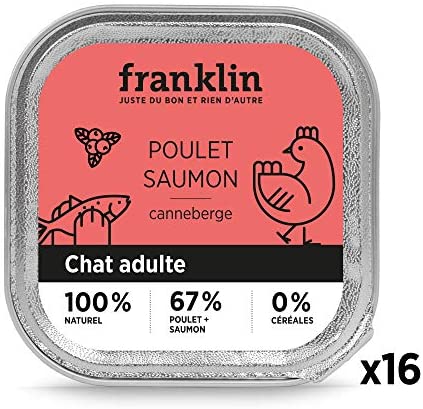 franklin
JUSTE DU BON ET RIEN D'AUTRE
POULET
SAUMON
canneberge
Chat adulte
100%
NATUREL
67%
POULET +
SAUMON
0%
CÉRÉALES
x16